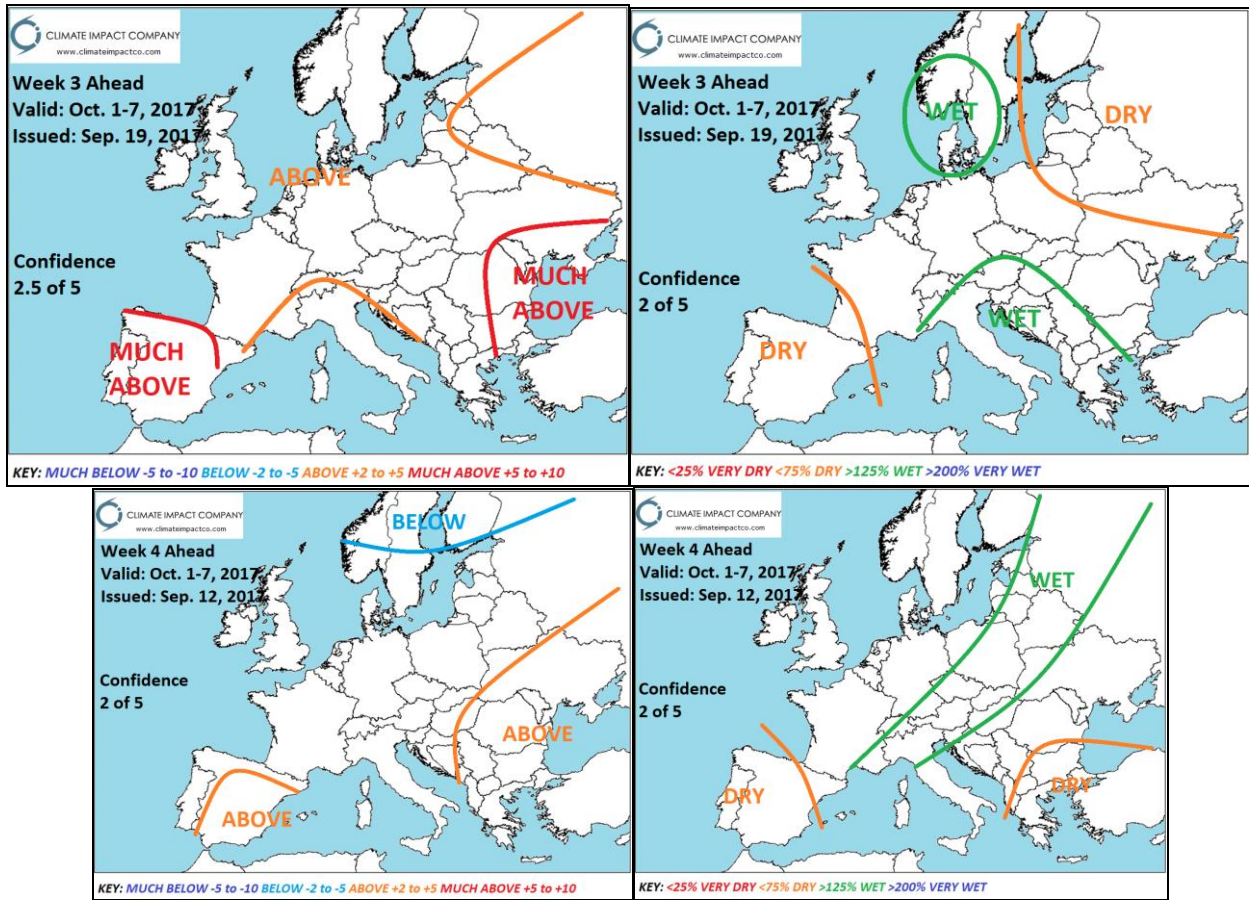 CLIMATE IMPACT COMPANY
www.climateimpactco.com
Week 3 Ahead
Valid: Oct. 1-7, 2017
Issued: Sep. 19, 2017
ABOVE
Confidence
2.5 of 5
MUCH
ABOVE
MUCH
ABOVE
KEY: MUCH BELOW -5 to -10 BELOW -2 to -5 ABOVE +2 to +5 MUCH ABOVE +5 to +10
CLIMATE IMPACT COMPANY
www.climateimpactco.com
Week 3 Ahead
Valid: Oct. 1-7, 2017
Issued: Sep. 19, 2017
WET
DRY
Confidence
2 of 5
WET
DRY
KEY: <25% VERY DRY <75% DRY >125% WET >200% VERY WET
CLIMATE IMPACT COMPANY
www.climateimpactco.com
BELOW
Week 4 Ahead
Valid: Oct. 1-7, 2017
Issued: Sep. 12, 2017
Confidence
2 of 5
ABOVE
ABOVE
KEY: MUCH BELOW -5 to -10 BELOW -2 to -5 ABOVE +2 to +5 MUCH ABOVE +5 to +10
CLIMATE IMPACT COMPANY
www.climateimpactco.com
Week 4 Ahead
Valid: Oct. 1-7, 2017
Issued: Sep. 12, 2017
WET
Confidence
2 of 5
DRY
DRY
KEY: <25% VERY DRY <75% DRY >125% WET >200% VERY WET